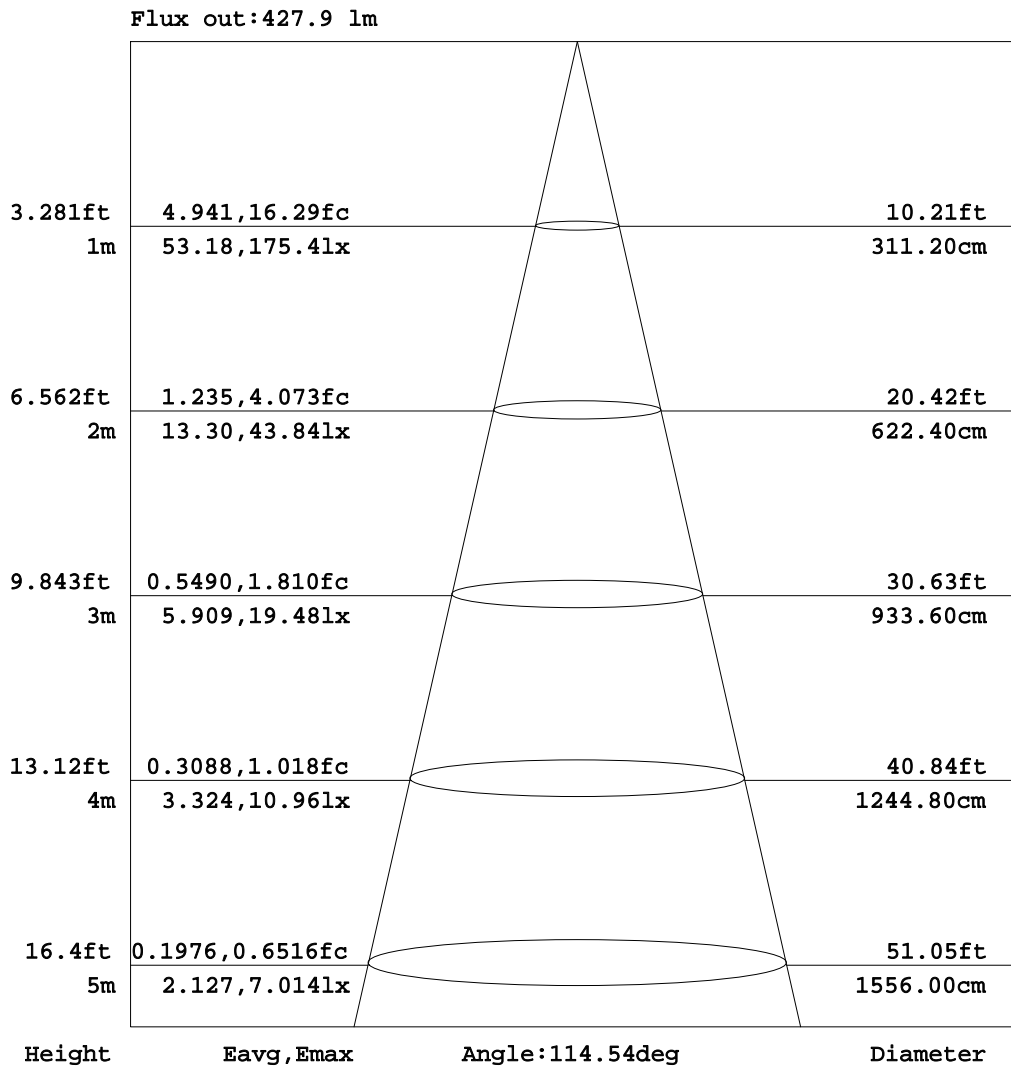 Flux out:427.9 lm
3.281ft 4.941,16.29fc 10.21ft
1m 53.18,175.4lx 311.20cm
6.562ft 1.235,4.073fc 20.42ft
2m 13.30,43.84lx 622.40cm
9.843ft 0.5490,1.810fc 30.63ft
3m 5.909,19.48lx 933.60cm
13.12ft 0.3088,1.018fc 40.84ft
4m 3.324,10.96lx 1244.80cm
16.4ft 0.1976,0.6516fc 51.05ft
5m 2.127,7.014lx 1556.00cm
Height Eavg,Emax Angle:114.54deg Diameter